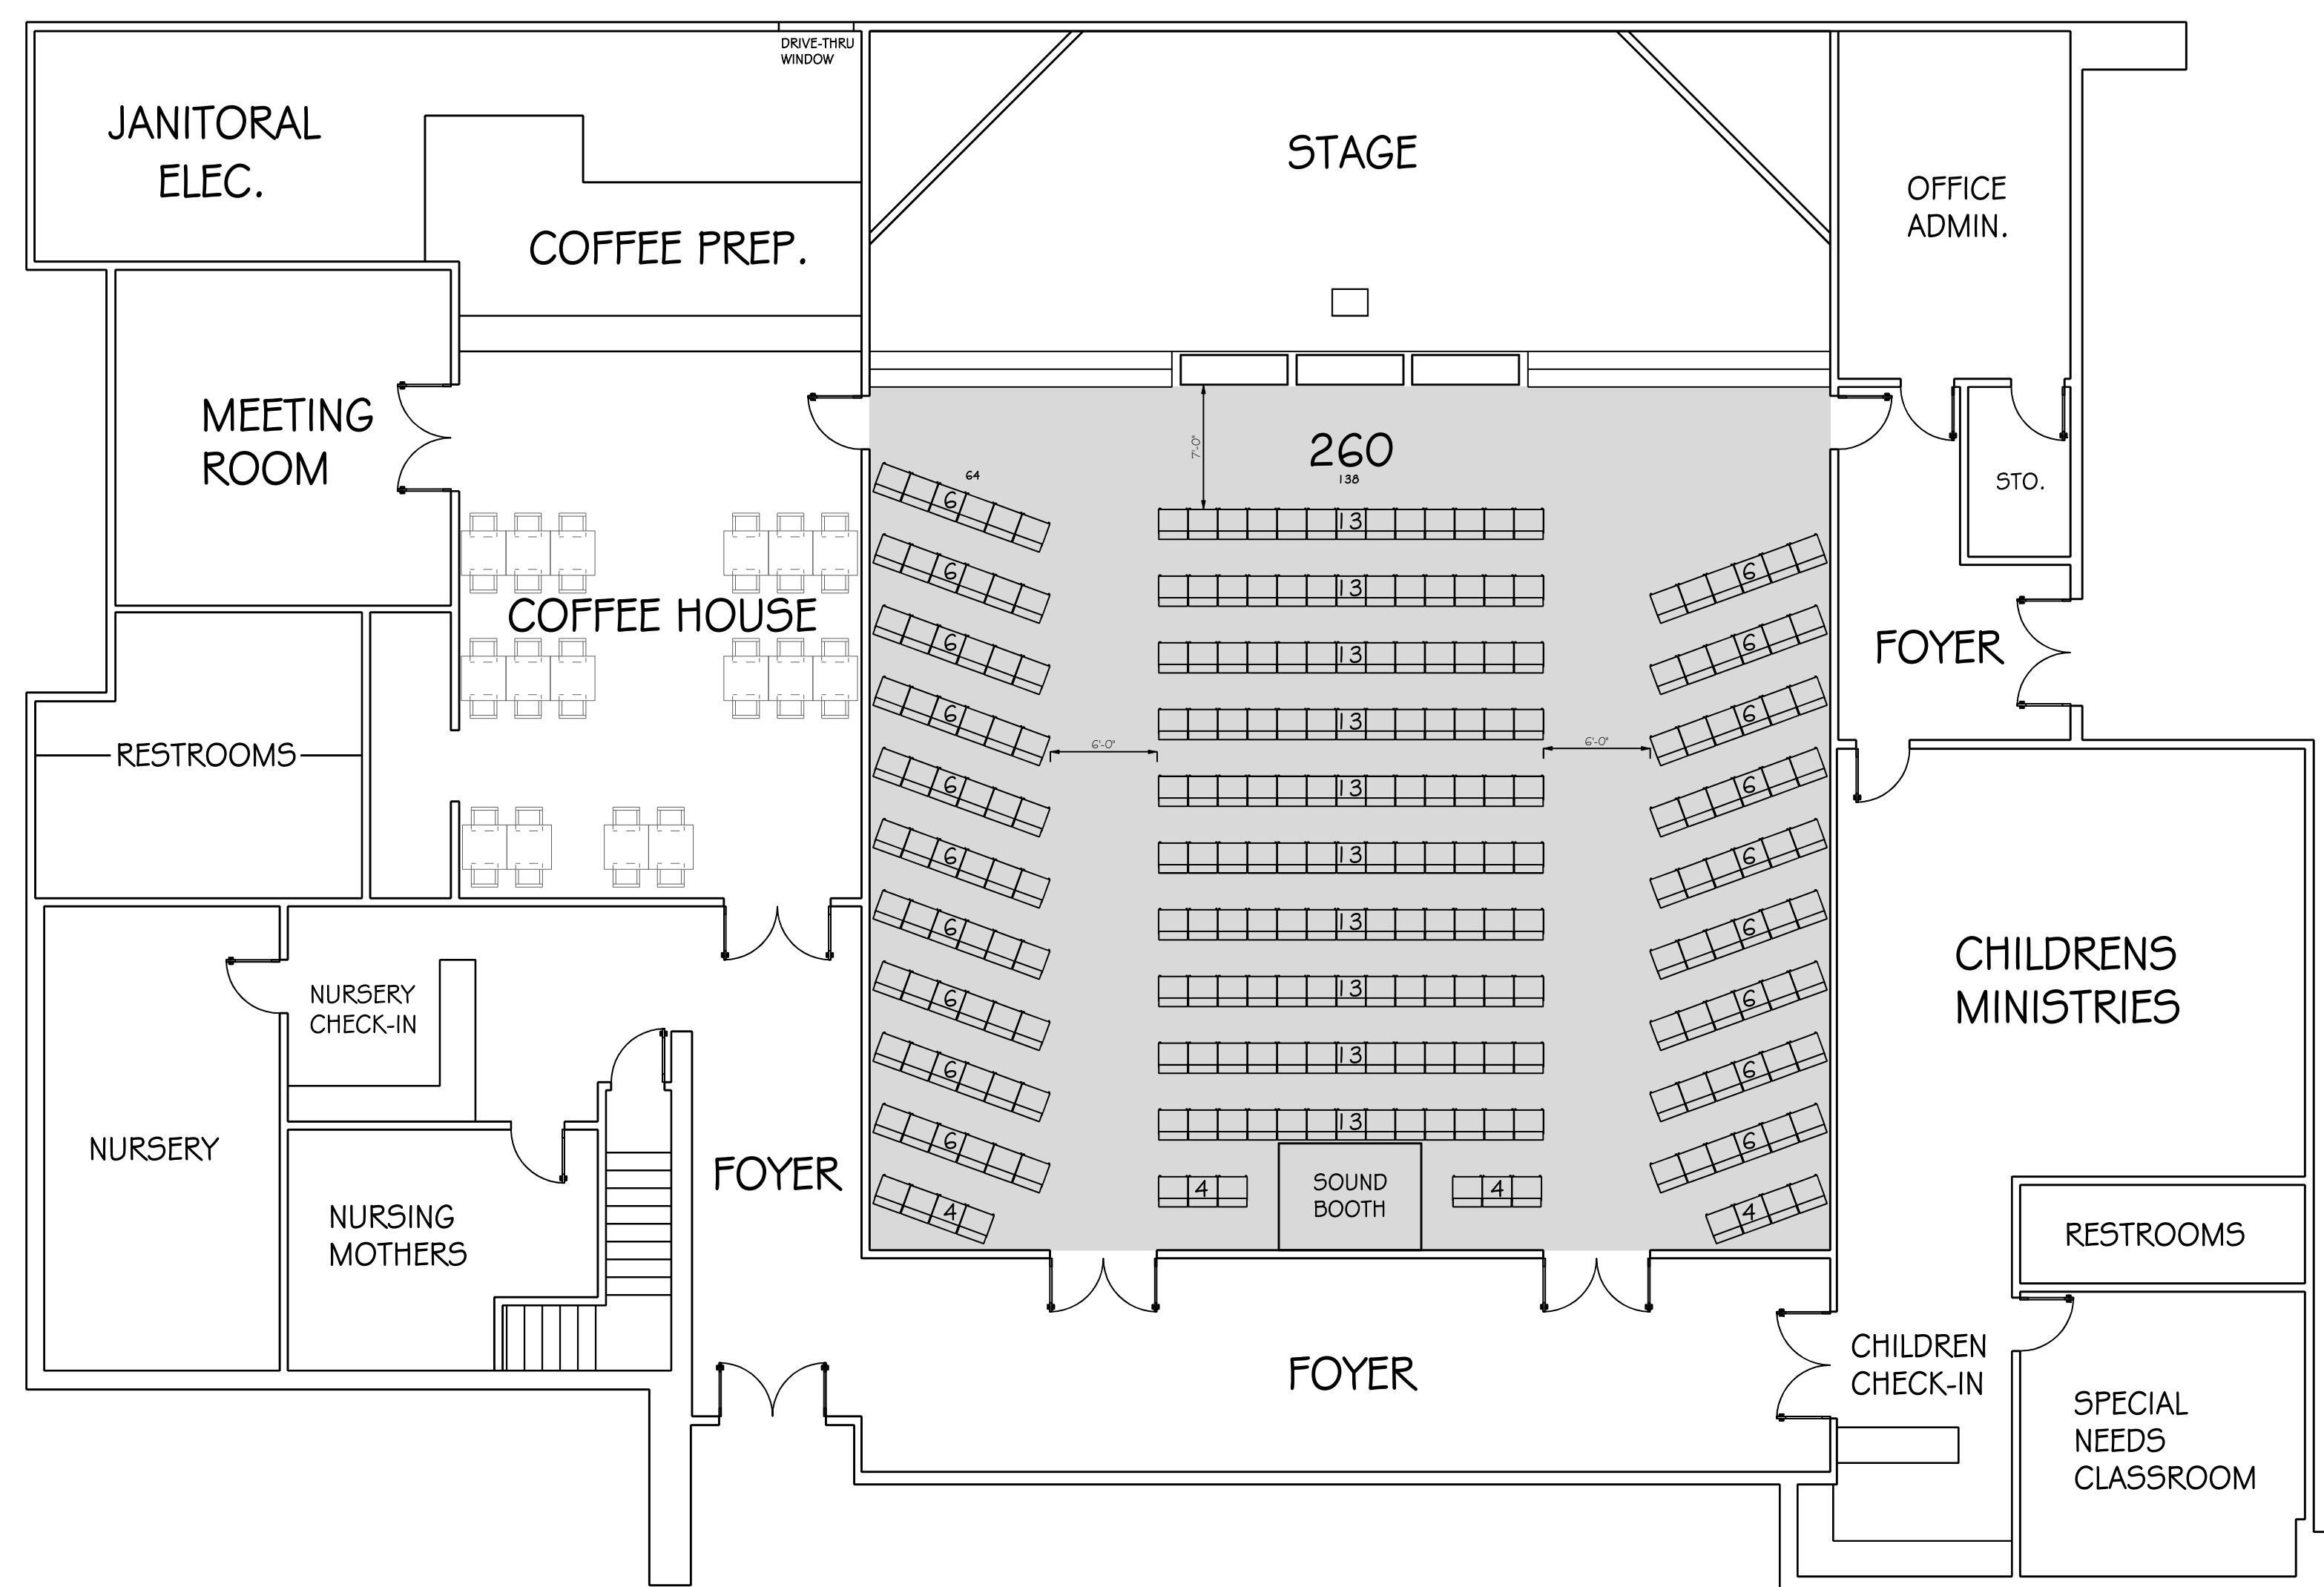 DRIVE-THRU
WINDOW
JANITORAL
ELEC.
COFFEE PREP.
STAGE
OFFICE
ADMIN.
MEETING
ROOM
260
138
7'-0"
64
STO.
6
13
COFFEE HOUSE
6
13
6
FOYER
6
13
6
6
13
6
RESTROOMS
6'-0"
6'-0"
6
13
6
6
13
6
6
13
6
CHILDRENS
MINISTRIES
NURSERY
CHECK-IN
6
13
6
6
13
6
NURSERY
6
13
6
FOYER
SOUND
BOOTH
4
4
4
4
NURSING
MOTHERS
RESTROOMS
FOYER
CHILDREN
CHECK-IN
SPECIAL
NEEDS
CLASSROOM